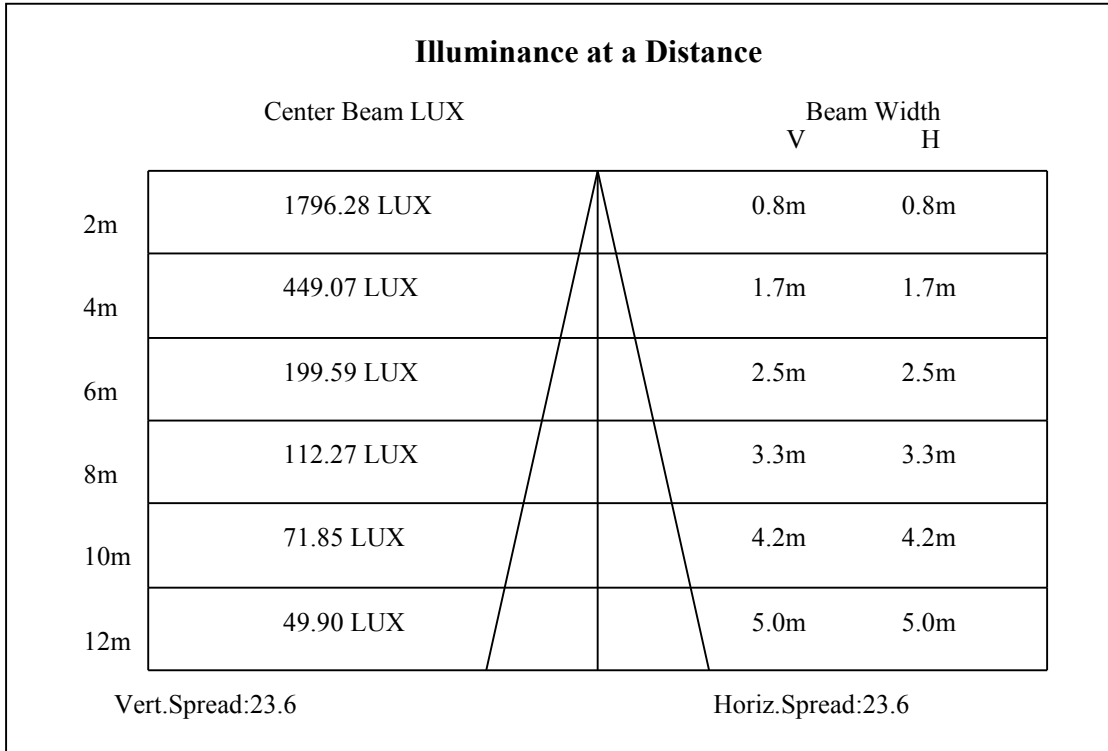 Illuminance at a Distance
Center Beam LUX Beam Width
V H
2m 1796.28 LUX 0.8m 0.8m
4m 449.07 LUX 1.7m 1.7m
6m 199.59 LUX 2.5m 2.5m
8m 112.27 LUX 3.3m 3.3m
10m 71.85 LUX 4.2m 4.2m
12m 49.90 LUX 5.0m 5.0m
Vert.Spread:23.6 Horiz.Spread:23.6